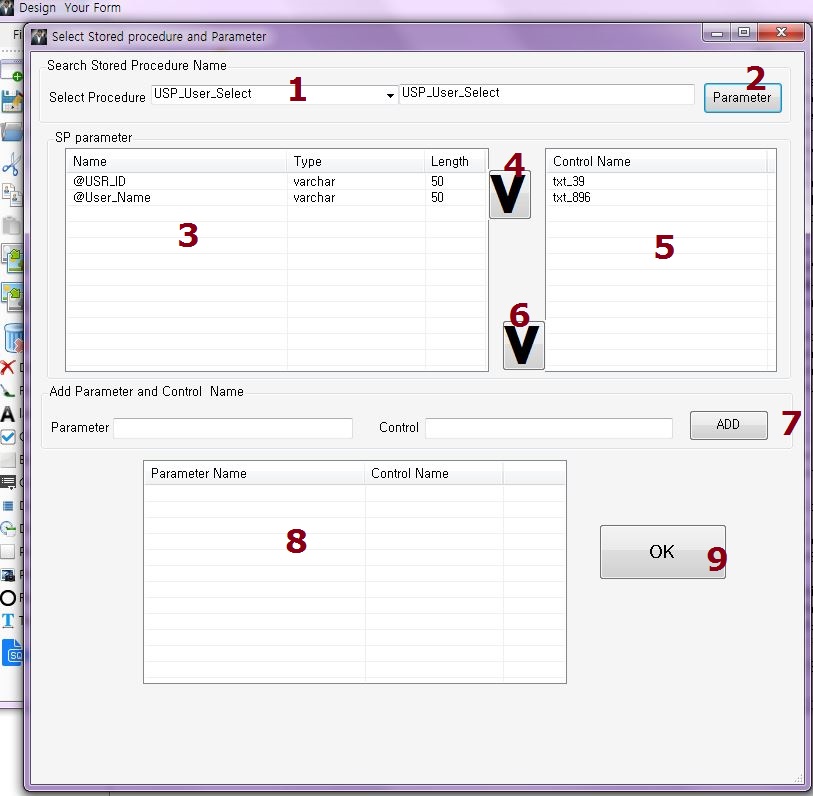 Design Your Form
Fi
Select Stored procedure and Parameter
Search Stored Procedure Name
Select Procedure USP_User_Select USP_User_Select Parameter
1
2
SP parameter
Name Type Length
@USR_ID varchar 50
@User_Name varchar 50
3
4
V
Control Name
txt_39
txt_896
5
6
V
Add Parameter and Control Name
Parameter Control ADD
7
Parameter Name Control Name
8
OK
9
A
T